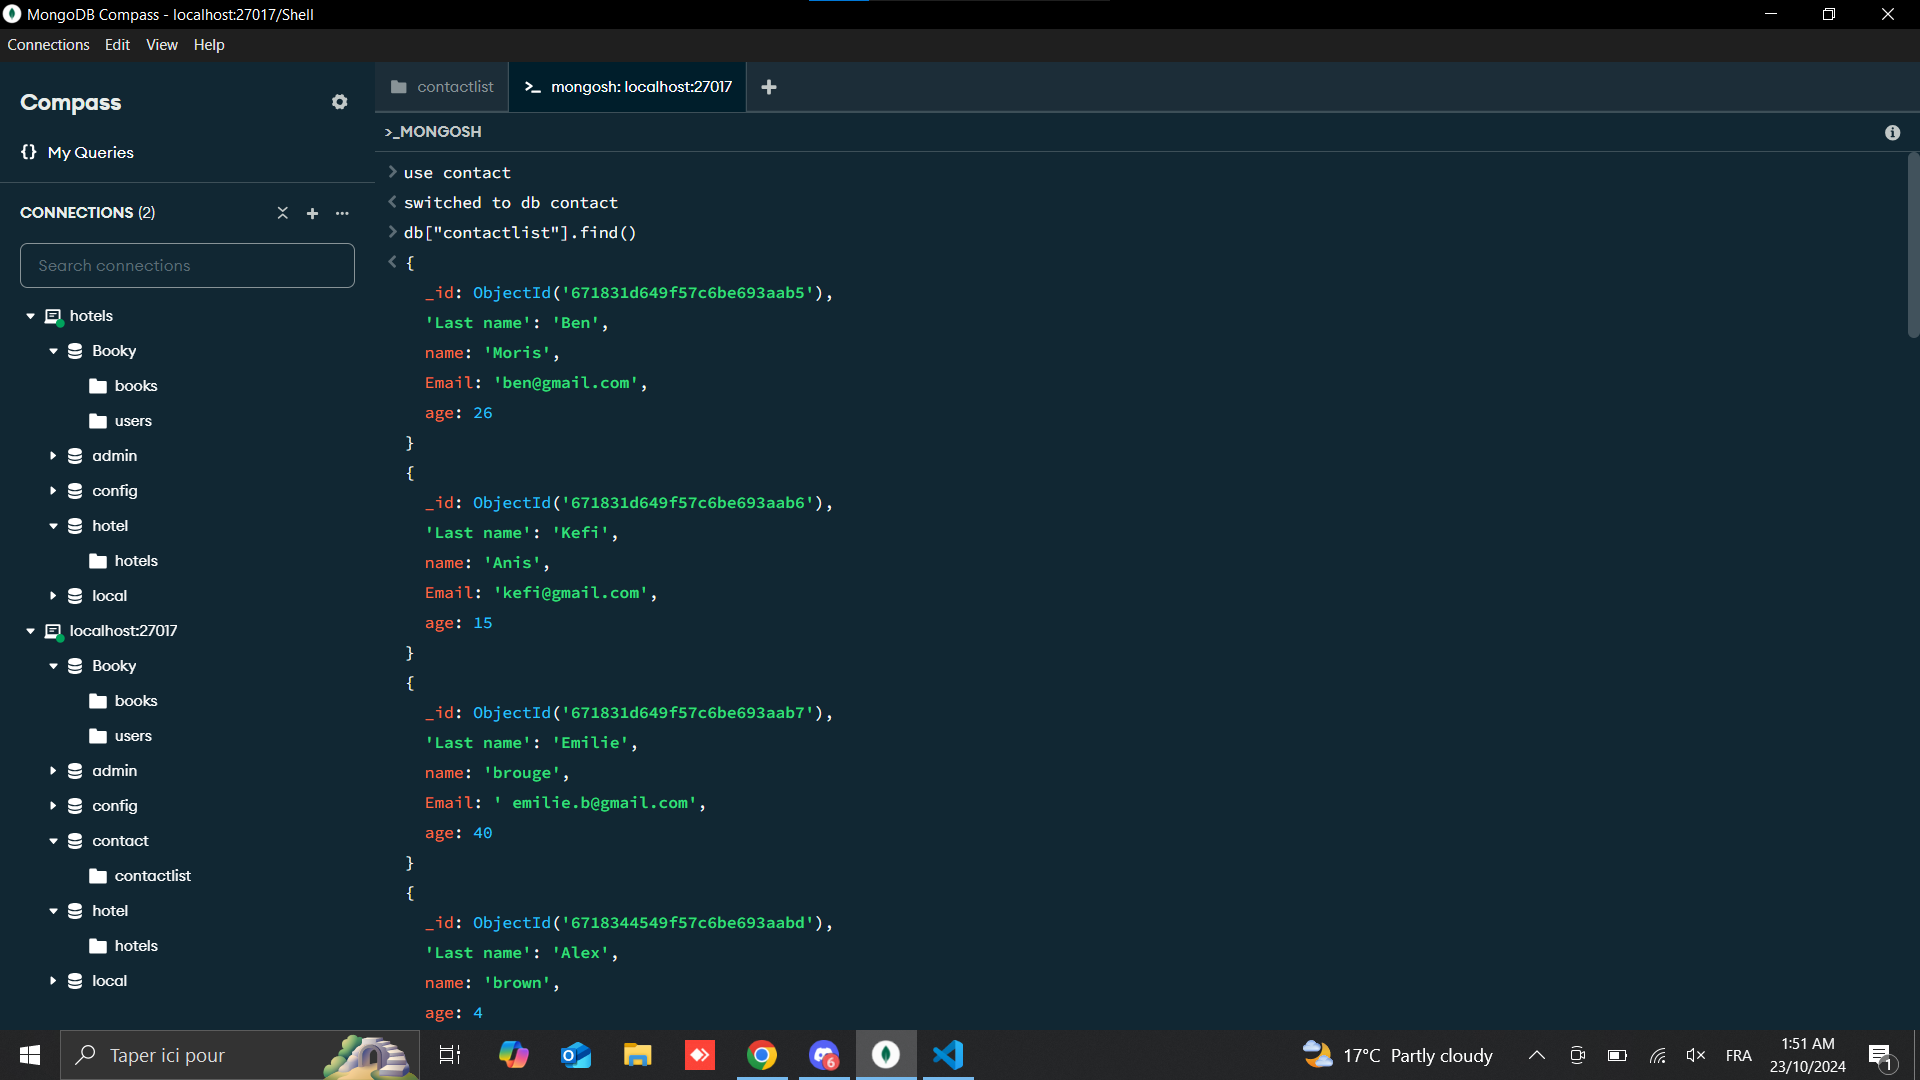 MongoDB Compass - localhost:27017/Shell
Connections Edit View Help
Compass
{} My Queries
CONNECTIONS (2)
Search connections
hotels
Booky
books
users
admin
config
hotel
hotels
local
localhost:27017
Booky
books
users
admin
config
contact
contactlist
hotel
hotels
local
contactlist
>_ mongosh: localhost:27017
>_MONGOSH
> use contact
< switched to db contact
> db["contactlist"].find()
< {
_id: ObjectId('671831d649f57c6be693aab5'),
'Last name': 'Ben',
name: 'Moris',
Email: 'ben@gmail.com',
age: 26
}
{
_id: ObjectId('671831d649f57c6be693aab6'),
'Last name': 'Kefi',
name: 'Anis',
Email: 'kefi@gmail.com',
age: 15
}
{
_id: ObjectId('671831d649f57c6be693aab7'),
'Last name': 'Emilie',
name: 'brouge',
Email: ' emilie.b@gmail.com',
age: 40
}
{
_id: ObjectId('6718344549f57c6be693aabd'),
'Last name': 'Alex',
name: 'brown',
age: 4
Taper ici pour
6
17°C Partly cloudy
FRA
1:51 AM
23/10/2024
1